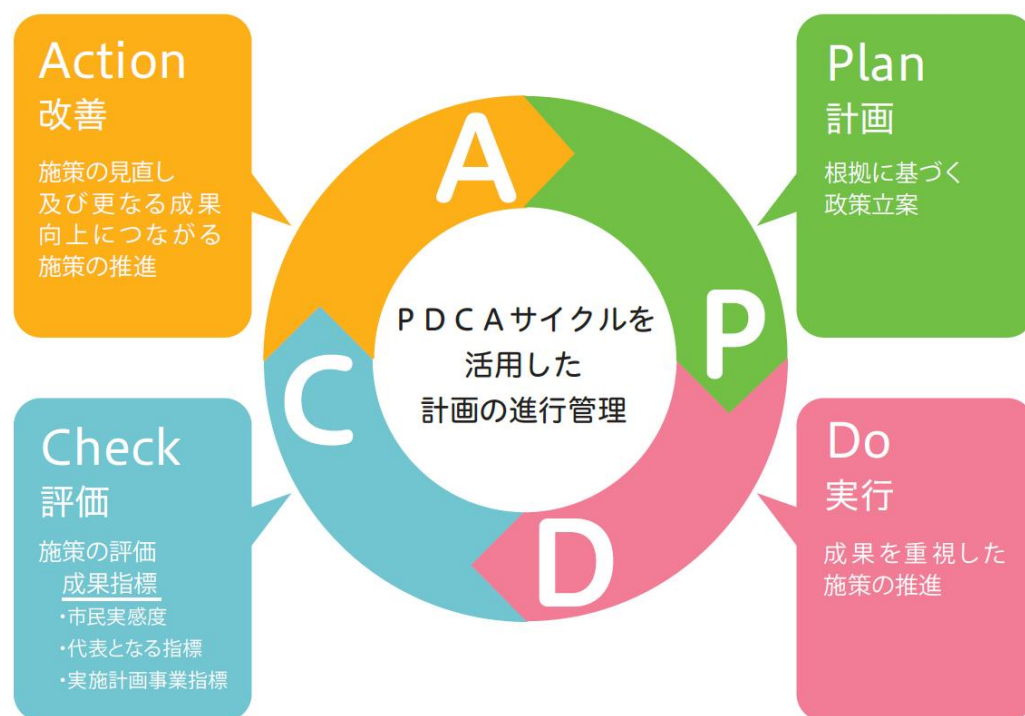 Action
改善
施策の見直し
及び更なる成果
向上につながる
施策の推進
Plan
計画
根拠に基づく
政策立案
A
P
PDCAサイクルを
活用した
計画の進行管理
C
D
Check
評価
施策の評価
成果指標
・市民実感度
・代表となる指標
・実施計画事業指標
Do
実行
成果を重視した
施策の推進